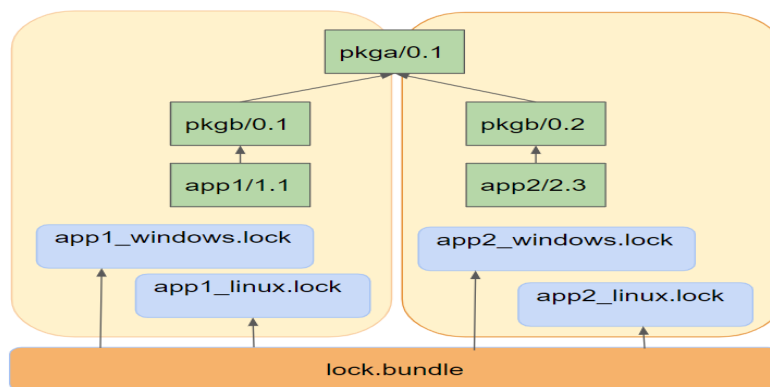 pkga/0.1
pkgb/0.1
pkgb/0.2
app1/1.1
app2/2.3
app1_windows.lock
app2_windows.lock
app1_linux.lock
app2_linux.lock
lock.bundle